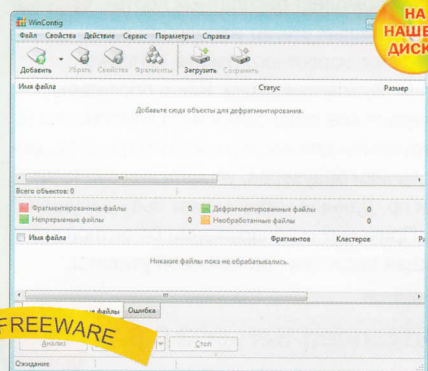 WinContig
НА
НАШЕ
ДИСК
Файл Свойства Действие Сервис Параметры Справка
Добавить Убрать Свойства Фрагменты Загрузить Сохранить
Имя файла Статус Размер
Добавьте сюда объекты для дефрагментирования.
Всего объектов: 0
Фрагментированные файлы 0 Дефрагментированные файлы 0
Непрерывные файлы 0 Необработанные файлы 0
Имя файла Фрагментов Кластеров Р
Никакие файлы пока не обрабатывались.
файлы Ошибка
FREEWARE
Анализ Стоп
Ожидание